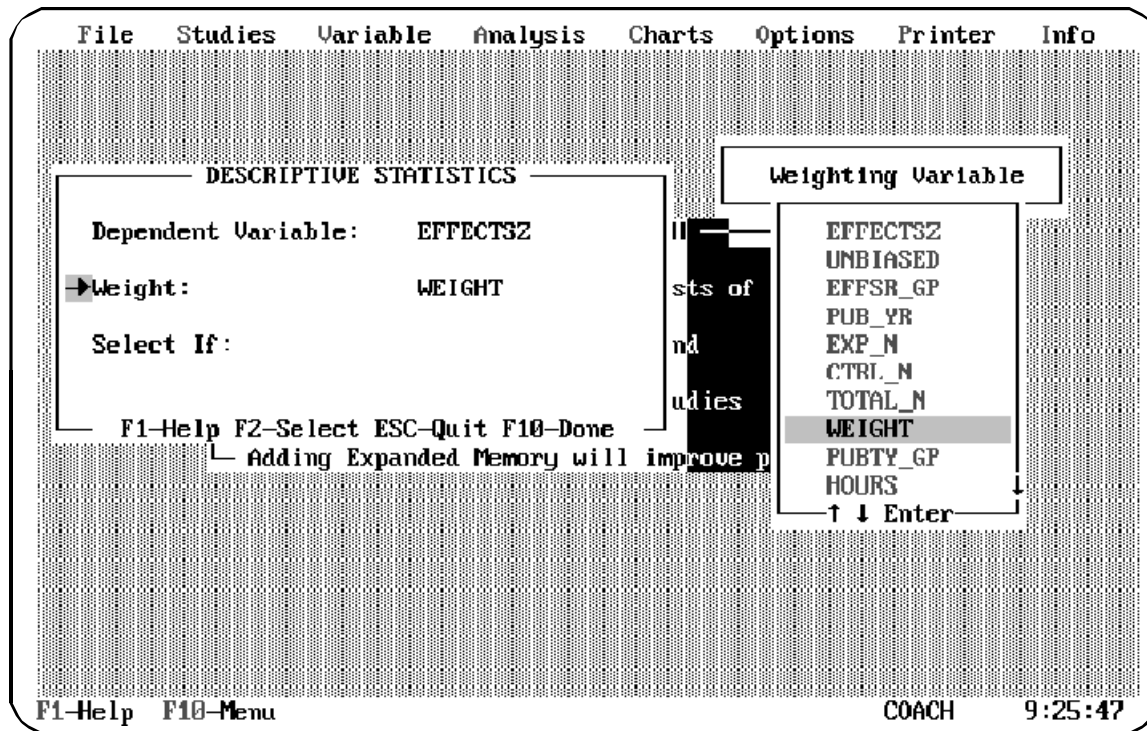 File Studies Variable Analysis Charts Options Printer Info
DESCRIPTIVE STATISTICS
Dependent Variable: EFFECTSZ
→Weight: WEIGHT
Select If:
F1-Help F2-Select ESC-Quit F10-Done
sts of
nd
udies
Adding Expanded Memory will improve p
Weighting Variable
EFFECTSZ
UNBIASED
EFFSR_GP
PUB_YR
EXP_N
CTRL_N
TOTAL_N
WEIGHT
PUBTY_GP
HOURS ↓
↑ ↓ Enter
F1-Help F10-Menu COACH 9:25:47